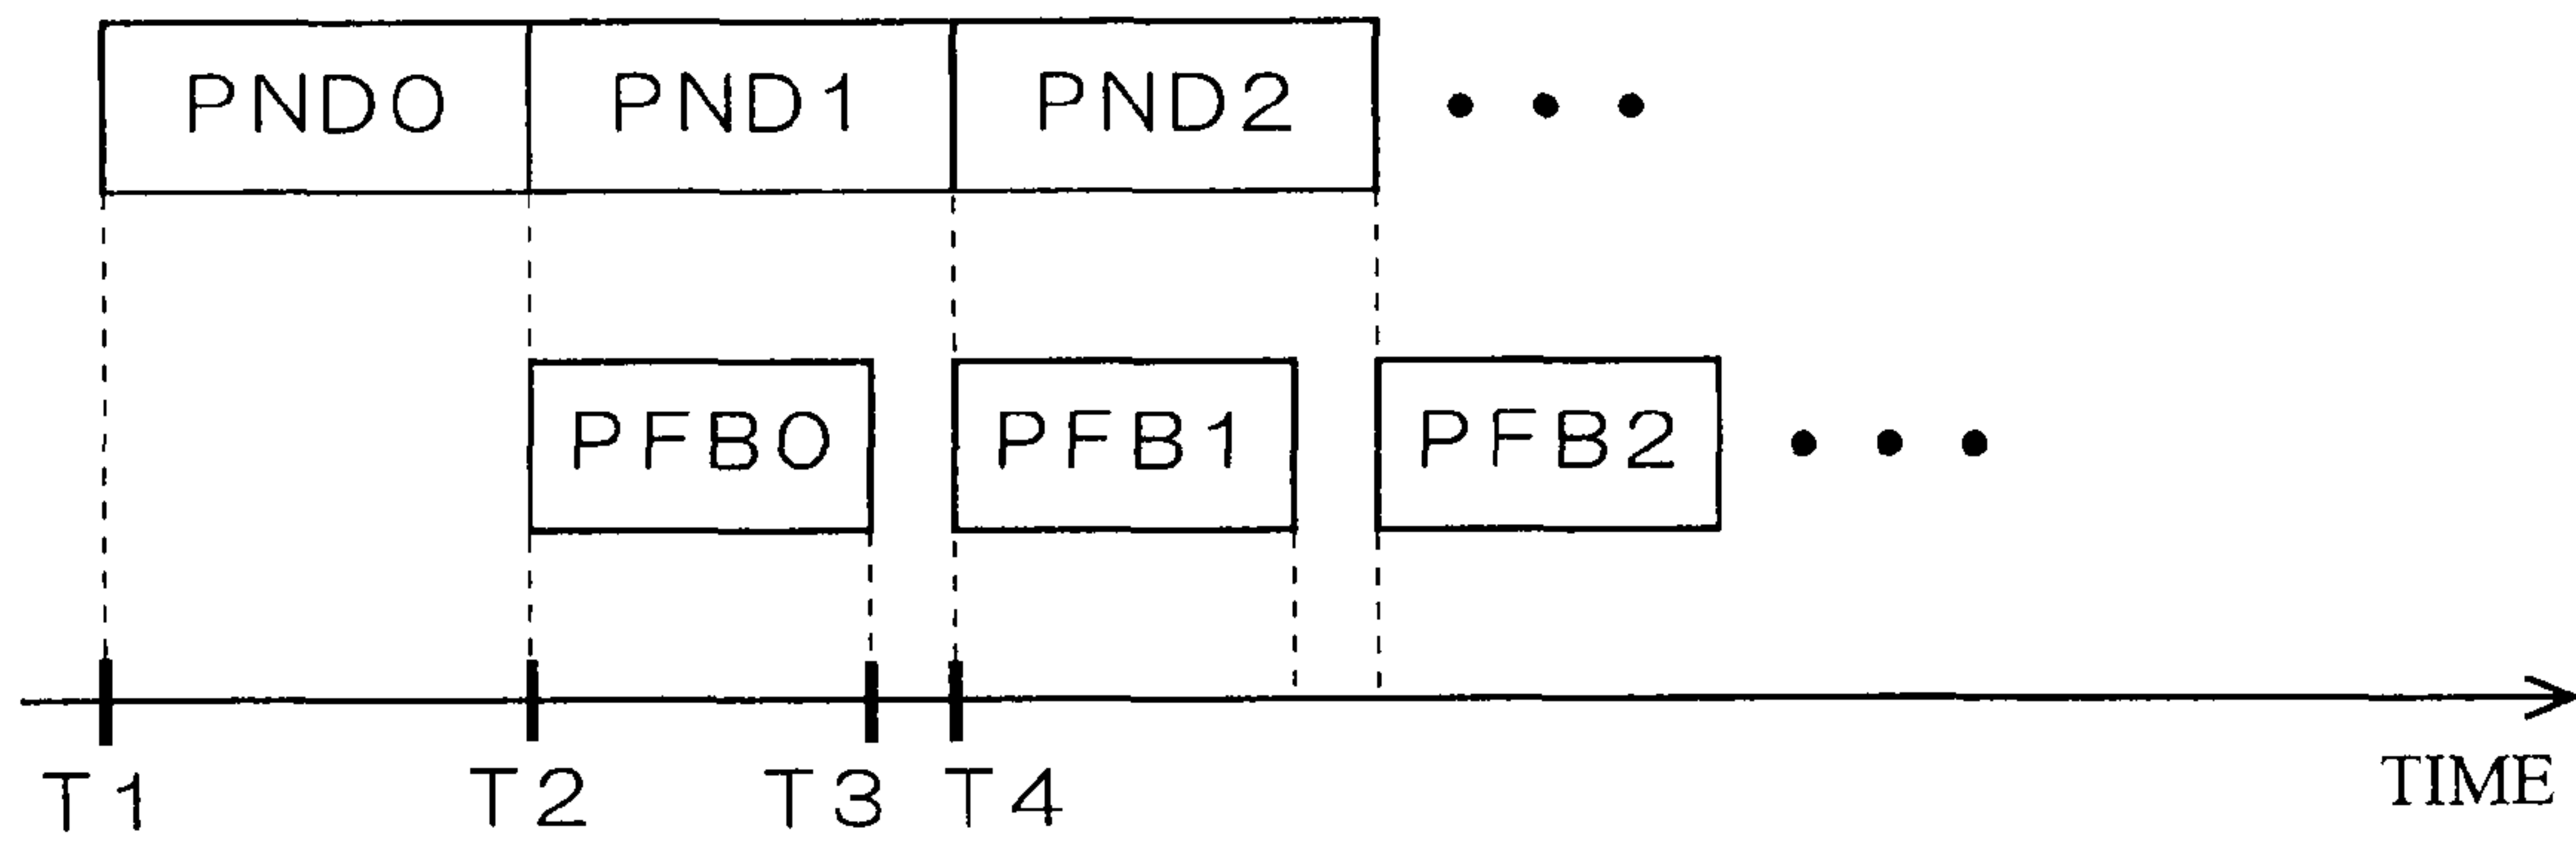 PND0 PND1 PND2 • • •
PFB0 PFB1 PFB2 • • •
T1 T2 T3 T4 TIME